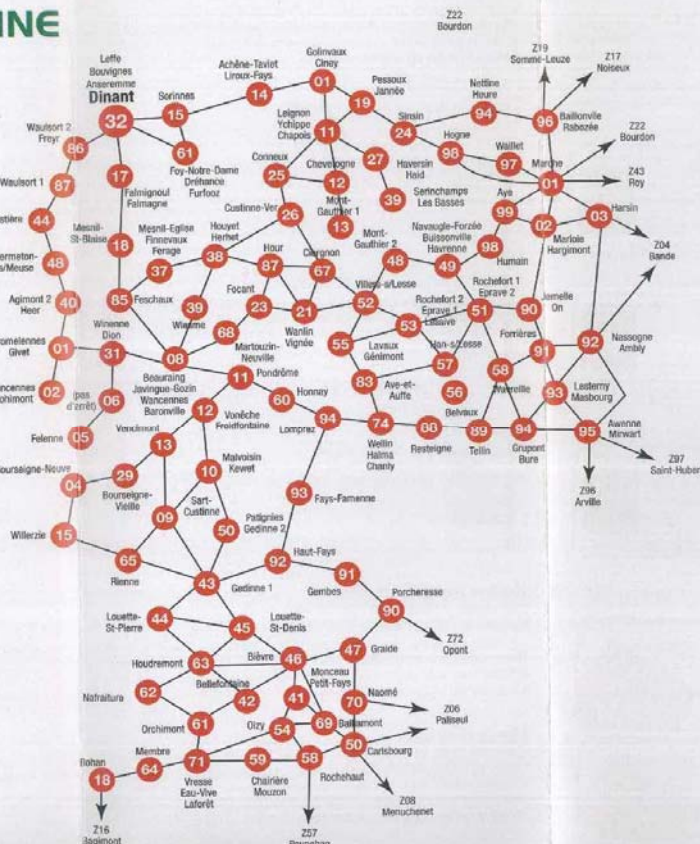 INE
Z22
Bourdon
Leffe
Bouvignes
Anseremme
Dinant
32
Sorinnes
15
61
Foy-Notre-Dame
Dréhance
Furfooz
Achêne-Taviet
Liroux-Fays
14
Golinvaux
Ciney
01
Pessoux
Jannée
19
Leignon
Ychippe
Chapois
11
Sinsin
24
Nettine
Heure
94
Z19
Somme-Leuze
Z17
Noiseux
96
Baillonville
Rabozée
Z22
Bourdon
Hogne
98
Waillet
97
Marche
01
Z43
Roy
Waulsort 2
Freyr
86
Waulsort 1
87
44
48
Agimont 2
Heer
40
01
Givet
02
17
Falmignoul
Falmagne
Mesnil-
St-Blaise
18
85
Feschaux
Conneux
25
Chevetogne
12
27
Haversin
Haid
39
Serinchamps
Les Basses
Mont-
Gauthier 1
13
Custinne-Ver
26
Aye
99
02
Marloie
Hargimont
03
Harsin
Z04
Bande
Mesnil-Eglise
Finnevaux
Ferage
37
Houyet
Herhet
38
Hour
87
Ciergnon
67
Mont-
Gauthier 2
48
Navaugle-Forzée
Buissonville
Havrenne
49
98
Humain
39
Wiesme
Focant
23
21
Wanlin
Vignée
68
Martouzin-
Neuville
Villers-s/Lesse
52
Rochefort 2
Eprave 1
53
Rochefort 1
Eprave 2
51
90
Jemelle
On
55
Lavaux
Génimont
Han-s/Lesse
57
Forrières
91
92
Nassogne
Ambly
58
Wavreille
93
Lesterny
Masbourg
Winenne
Dion
31
08
Beauraing
Javingue-Gozin
Wancennes
Baronville
06
(pas
d'arrêt)
Felenne
05
11
Pondrôme
60
Honnay
83
Ave-et-
Auffe
56
Belvaux
12
Vonêche
Froidfontaine
Lomprez
94
74
Wellin
Halma
Chanly
88
Resteigne
89
Tellin
94
Grupont
Bure
95
Awenne
Mirwart
Z97
Z96
Arville
Vencimont
13
04
29
Bourseigne-
Vieille
10
Malvoisin
Kewet
Sart-
Custinne
09
50
Patignies
Gedinne 2
93
Fays-Famenne
Willerzie
15
65
Rienne
43
Gedinne 1
92
Haut-Fays
91
Gembes
Porcheresse
90
Z72
Opont
44
Louette-
St-Pierre
45
Louette-
St-Denis
Houdremont
63
Bièvre
46
47
Graide
Monceau
Petit-Fays
Nafraiture
62
Bellefontaine
42
41
70
Naomé
Z06
Paliseul
Orchimont
61
Oizy
54
69
Baillamont
50
Carlsbourg
Bohan
18
Membre
64
71
Vresse
Eau-Vive
Laforêt
59
Chairière
Mouzon
58
Rochehaut
Z08
Menuchenet
Z16
Z57